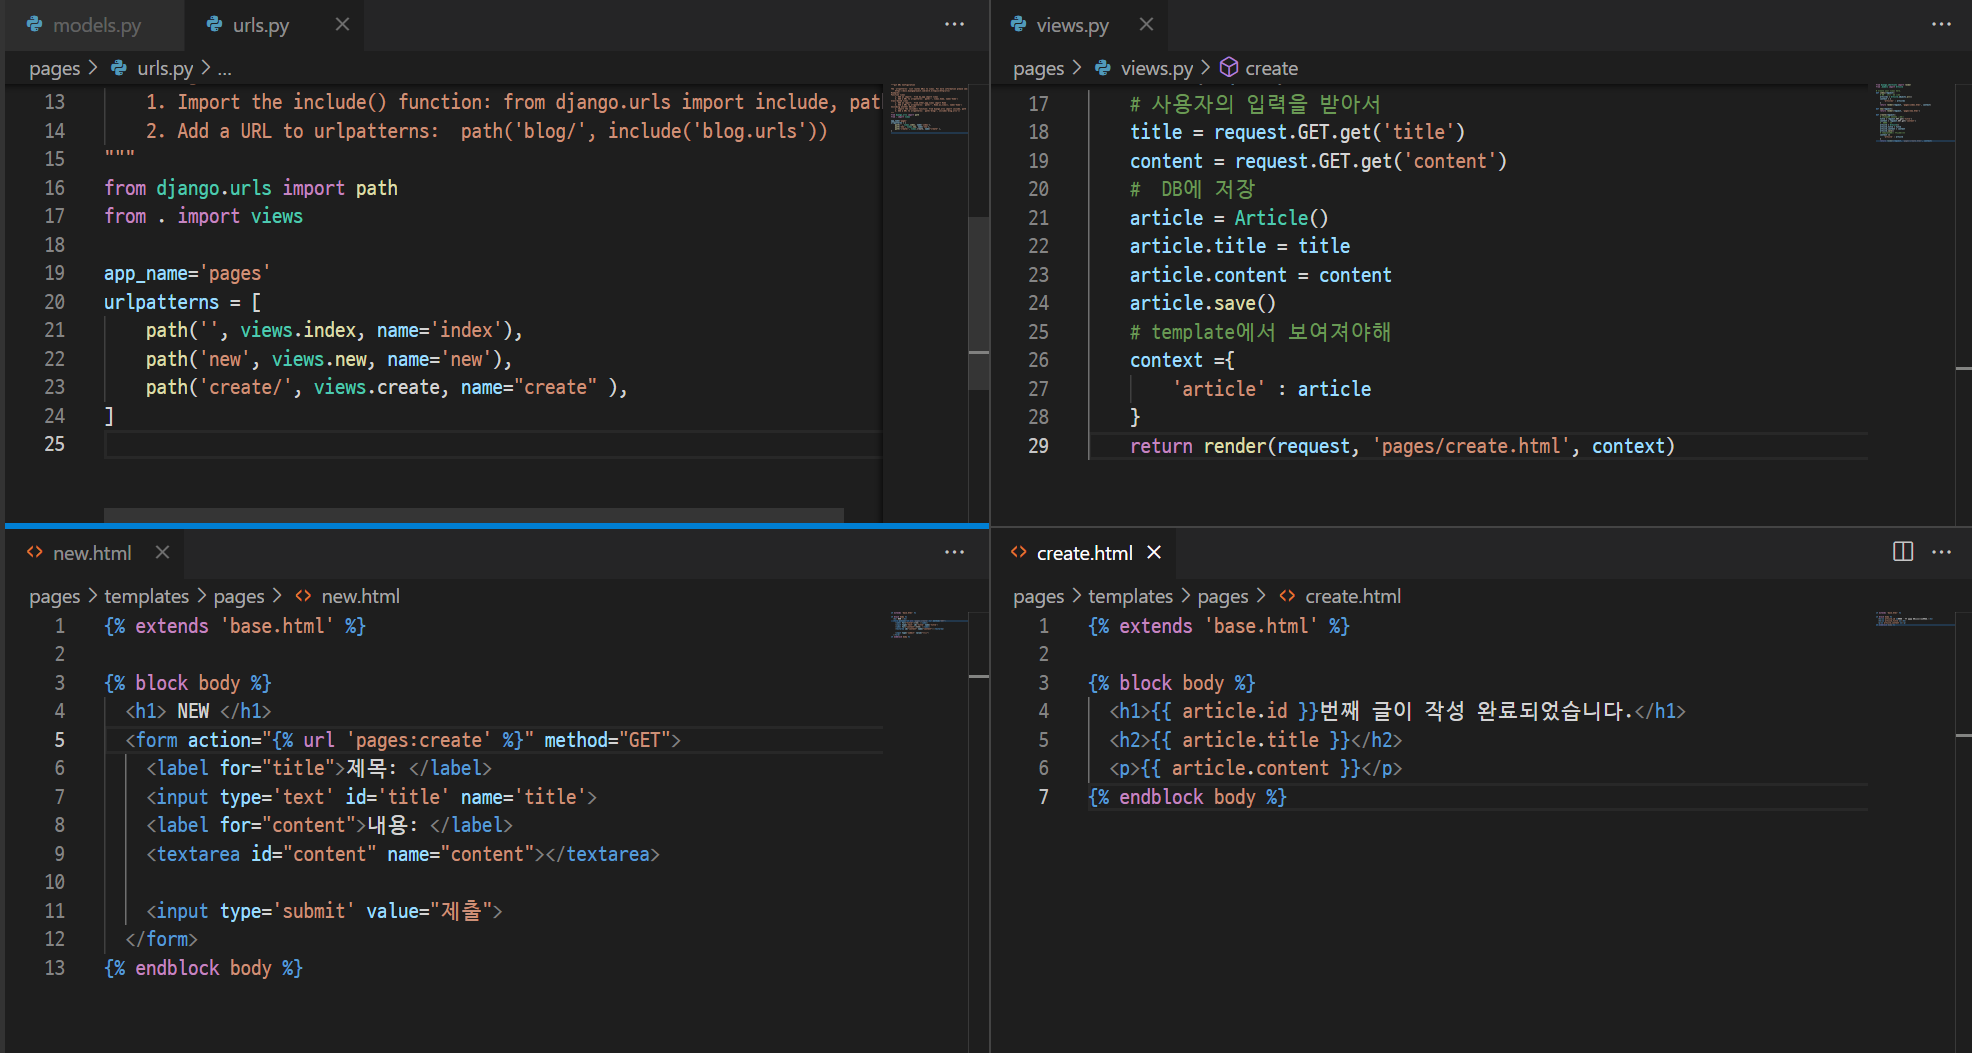 models.py
urls.py
pages > urls.py > ...
13 1. Import the include() function: from django.urls import include, pat
14 2. Add a URL to urlpatterns:  path('blog/', include('blog.urls'))
15 """
16 from django.urls import path
17 from . import views
18
19 app_name='pages'
20 urlpatterns = [
21 path('', views.index, name='index'),
22 path('new', views.new, name='new'),
23 path('create/', views.create, name="create" ),
24 ]
25
views.py
pages > views.py > create
17 # 사용자의 입력을 받아서
18 title = request.GET.get('title')
19 content = request.GET.get('content')
20 #  DB에 저장
21 article = Article()
22 article.title = title
23 article.content = content
24 article.save()
25 # template에서 보여져야해
26 context ={
27 'article' : article
28 }
29 return render(request, 'pages/create.html', context)
new.html
pages > templates > pages > new.html
1 {% extends 'base.html' %}
2
3 {% block body %}
4 <h1> NEW </h1>
5 <form action="{% url 'pages:create' %}" method="GET">
6 <label for="title">제목: </label>
7 <input type='text' id='title' name='title'>
8 <label for="content">내용: </label>
9 <textarea id="content" name="content"></textarea>
10
11 <input type='submit' value="제출">
12 </form>
13 {% endblock body %}
create.html
pages > templates > pages > create.html
1 {% extends 'base.html' %}
2
3 {% block body %}
4 <h1>{{ article.id }}번째 글이 작성 완료되었습니다.</h1>
5 <h2>{{ article.title }}</h2>
6 <p>{{ article.content }}</p>
7 {% endblock body %}